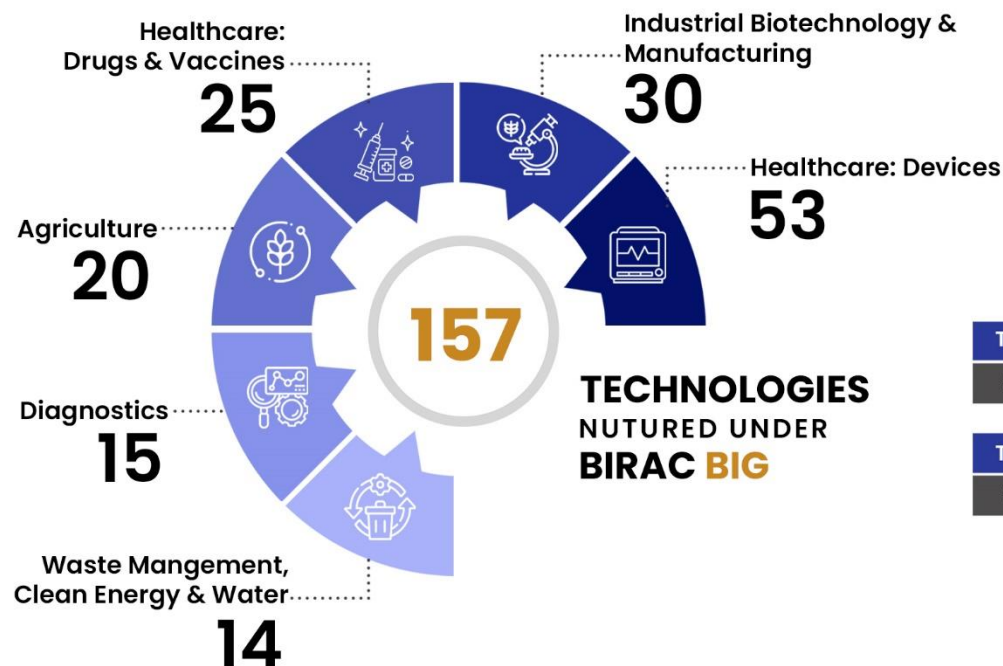 Healthcare:
Drugs & Vaccines
25
Industrial Biotechnology &
Manufacturing
30
Healthcare: Devices
53
Agriculture
20
157
TECHNOLOGIES
NUTURED UNDER
BIRAC BIG
Diagnostics
15
Waste Mangement,
Clean Energy & Water
14
T
T